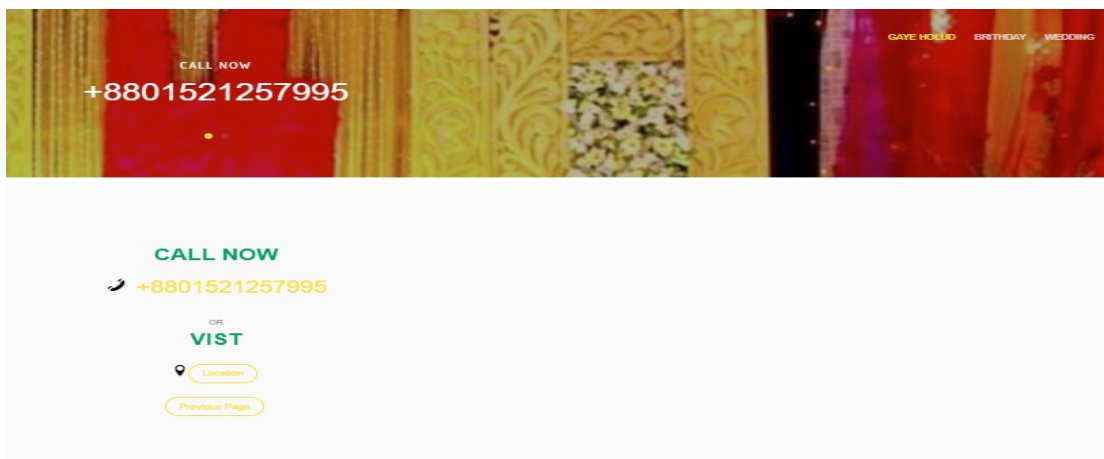 GAYE HOLUD BRITHDAY WEDDING
CALL NOW
+8801521257995
CALL NOW
+8801521257995
OR
VIST
Location
Previous Page